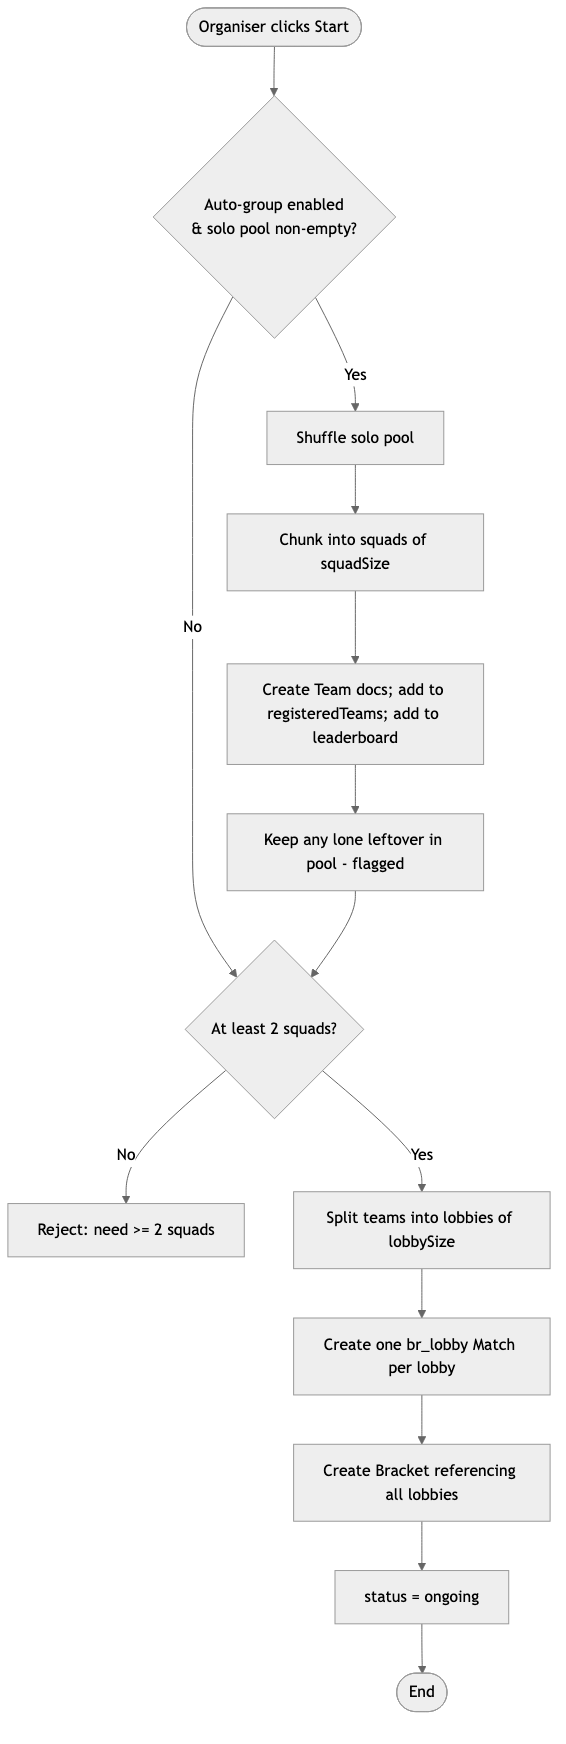 Organiser clicks Start
Auto-group enabled
& solo pool non-empty?
Yes
Shuffle solo pool
Chunk into squads of
squadSize
No
Create Team docs; add to
registeredTeams; add to
leaderboard
Keep any lone leftover in
pool - flagged
At least 2 squads?
No
Yes
Reject: need >= 2 squads
Split teams into lobbies of
lobbySize
Create one br_lobby Match
per lobby
Create Bracket referencing
all lobbies
status = ongoing
End